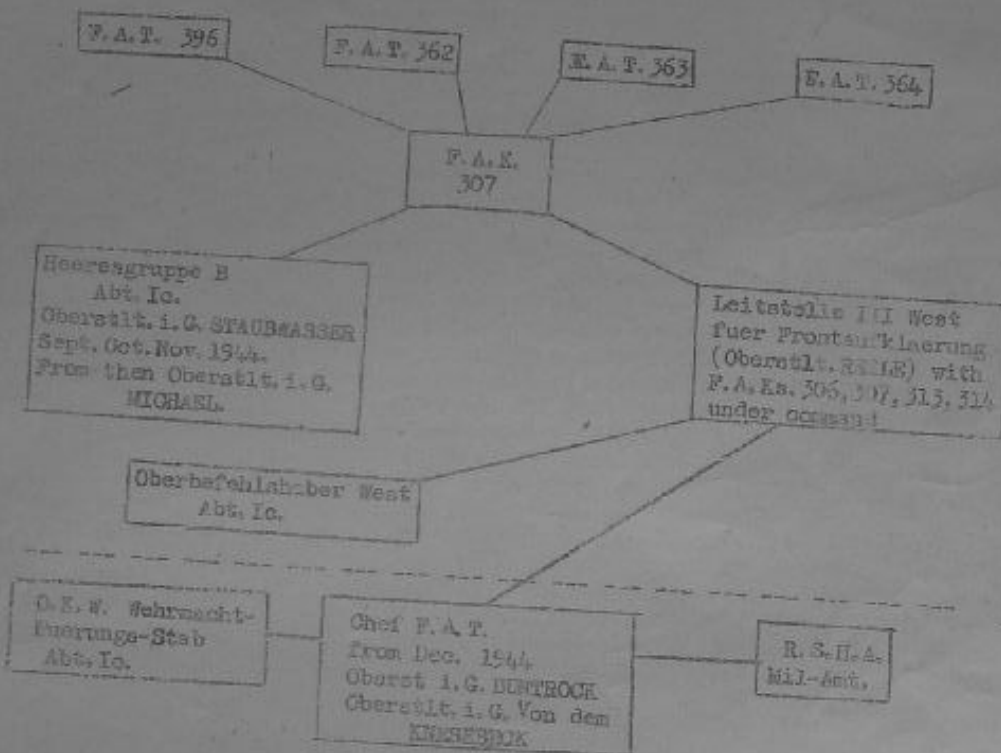 F.A.T. 396
F.A.T. 362
F.A.T. 363
F.A.T. 364
F.A.K.
307
Heeresgruppe B
Abt. Ic.
Oberstlt. i.G. STAUBWASSER
Sept. Oct. Nov. 1944.
From then Oberstlt. i.G.
MICHAEL.
Leitstelle III West
fuer Frontaufklaerung
(Oberstlt. REILE) with
F.A.Ks. 306, 307, 313, 314
under command
Oberbefehlshaber West
Abt. Ic.
O.K.W. Wehrmacht-
fuerungs-Stab
Abt. Ic.
Chef F.A.T.
from Dec. 1944
Oberst i.G. BUNTROCK
Oberstlt. i.G. Von dem
KNESEBECK
R.S.H.A.
Mil-Amt.